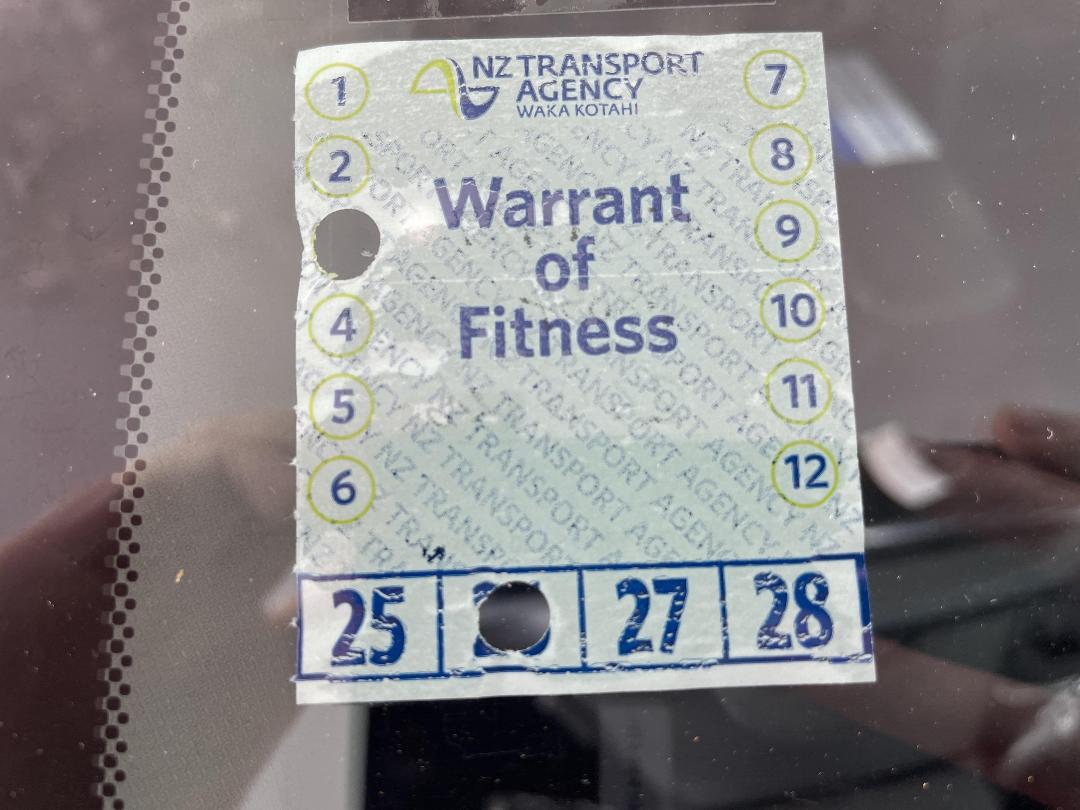 NZ TRANSPORT
AGENCY
WAKA KOTAHI
1
2
4
5
6
7
8
9
10
11
12
Warrant
of
Fitness
25 27 28